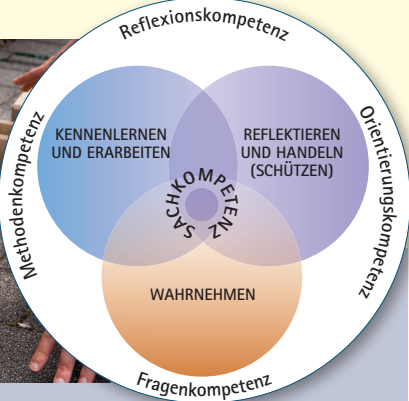 Reflexionskompetenz
Methodenkompetenz
Orientierungskompetenz
KENNENLERNEN
UND ERARBEITEN
REFLEKTIEREN
UND HANDELN
(SCHÜTZEN)
SACHKOMPETENZ
WAHRNEHMEN
Fragenkompetenz